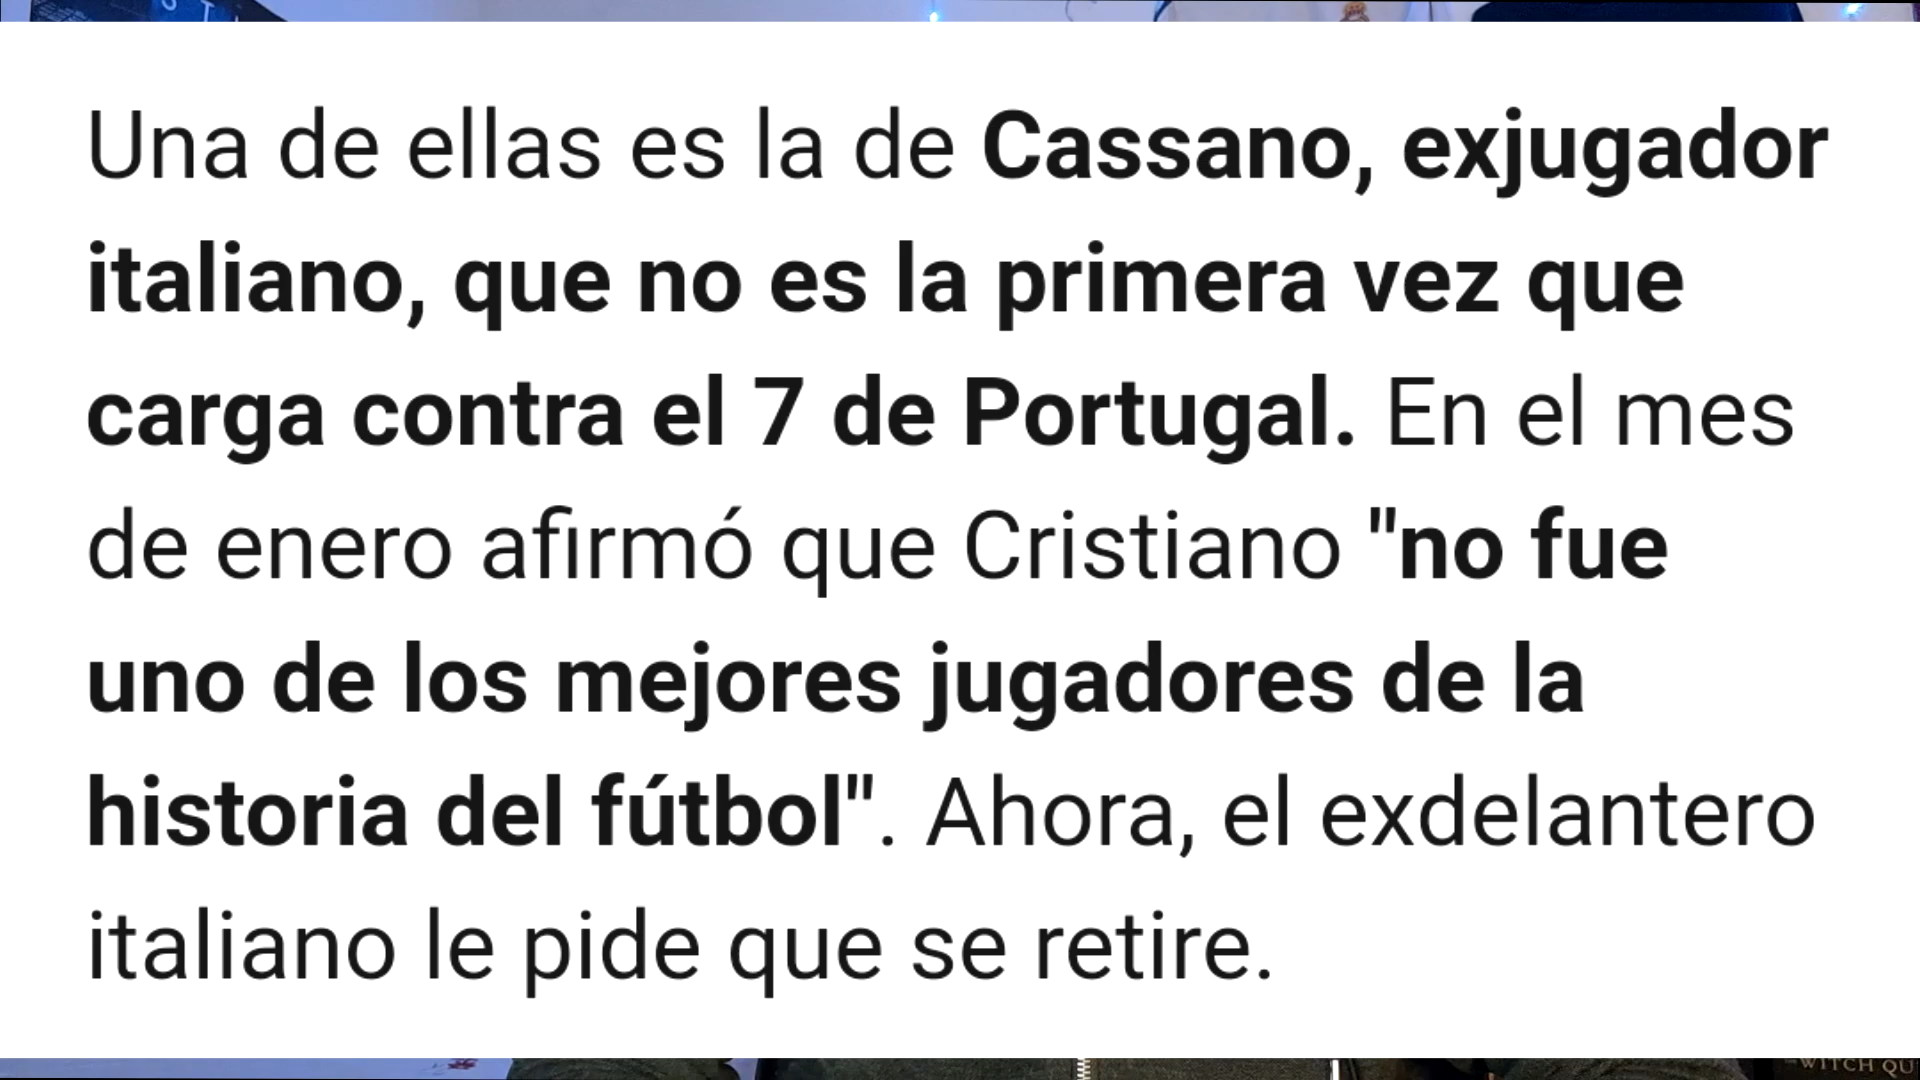 S T
Una de ellas es la de Cassano, exjugador
italiano, que no es la primera vez que
carga contra el 7 de Portugal. En el mes
de enero afirmó que Cristiano "no fue
uno de los mejores jugadores de la
historia del fútbol". Ahora, el exdelantero
italiano le pide que se retire.
WITCH QU